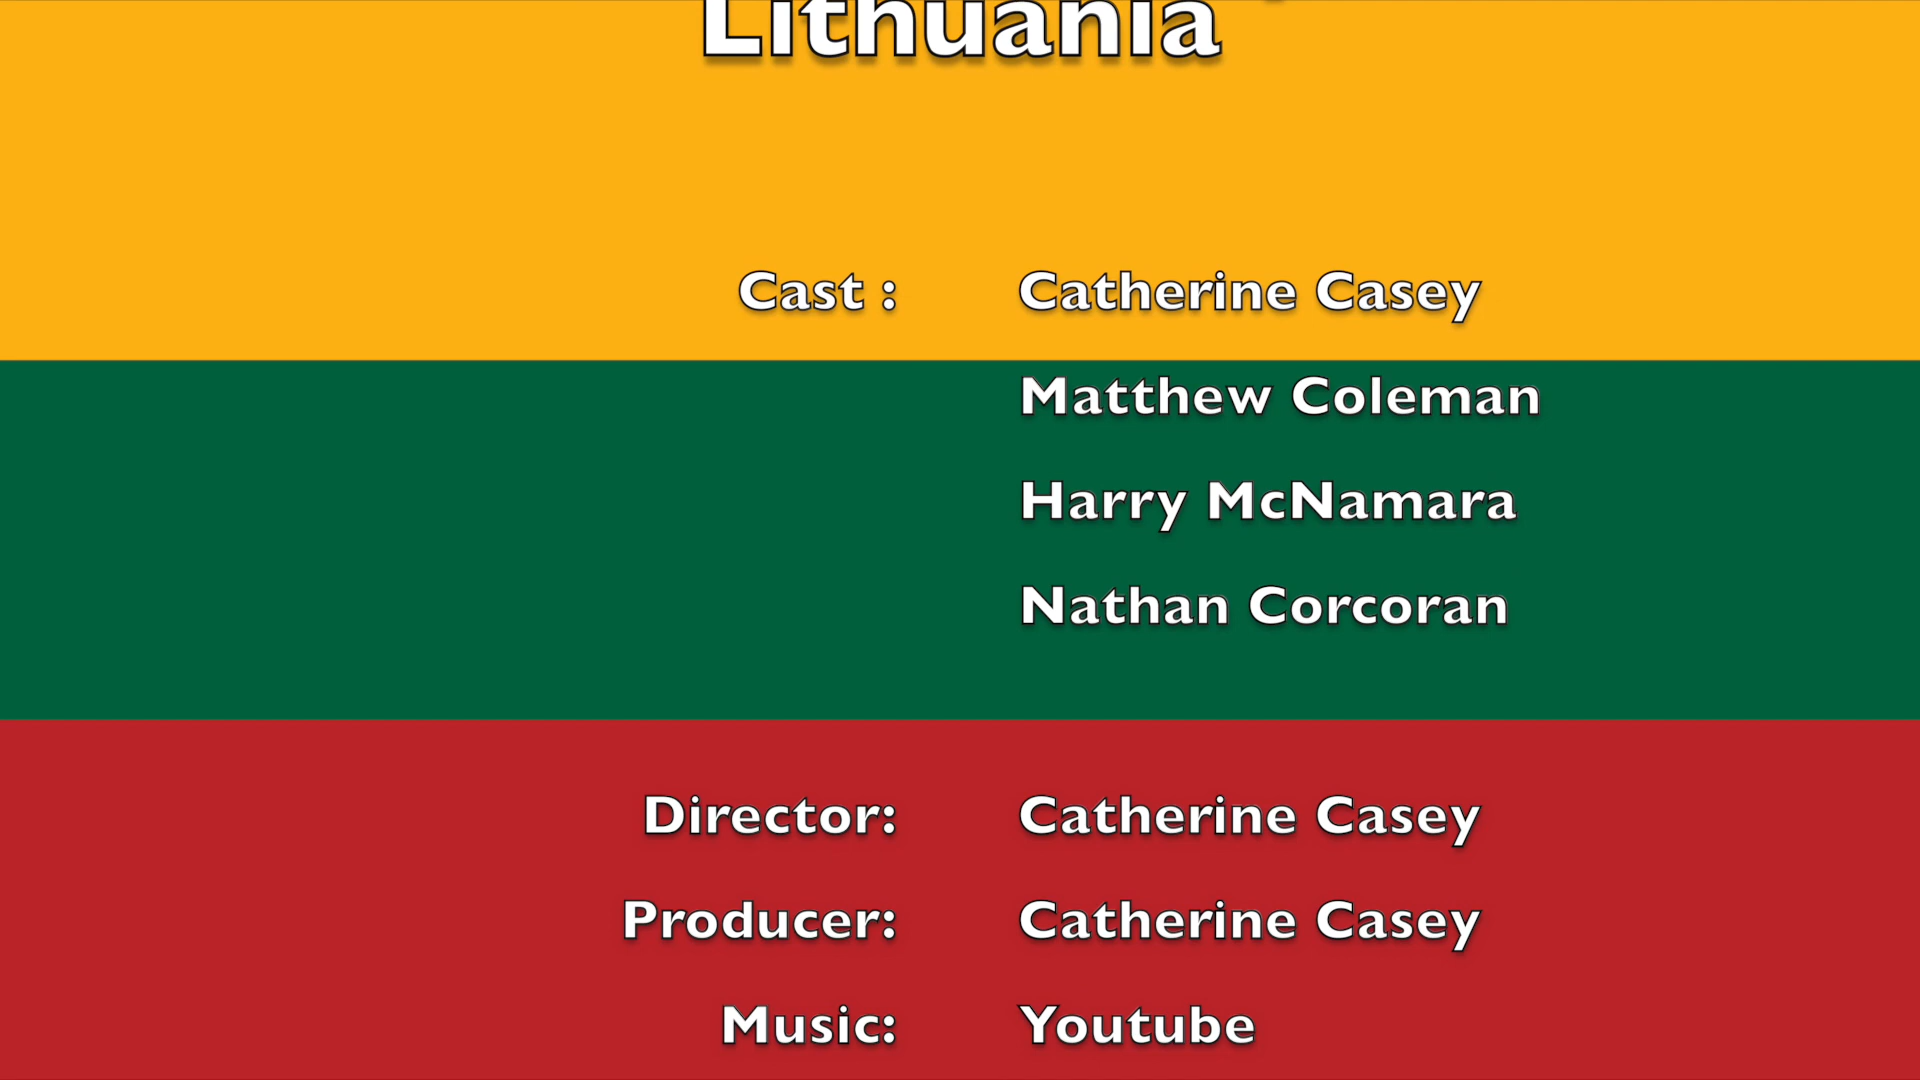 Lithuania
Cast : Catherine Casey
Matthew Coleman
Harry McNamara
Nathan Corcoran
Director: Catherine Casey
Producer: Catherine Casey
Music: Youtube